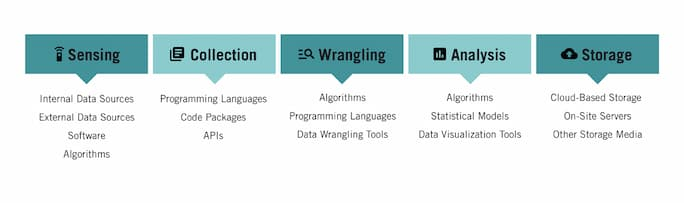 Sensing
Internal Data Sources
External Data Sources
Software
Algorithms
Collection
Programming Languages
Code Packages
APIs
Wrangling
Algorithms
Programming Languages
Data Wrangling Tools
Analysis
Algorithms
Statistical Models
Data Visualization Tools
Storage
Cloud-Based Storage
On-Site Servers
Other Storage Media